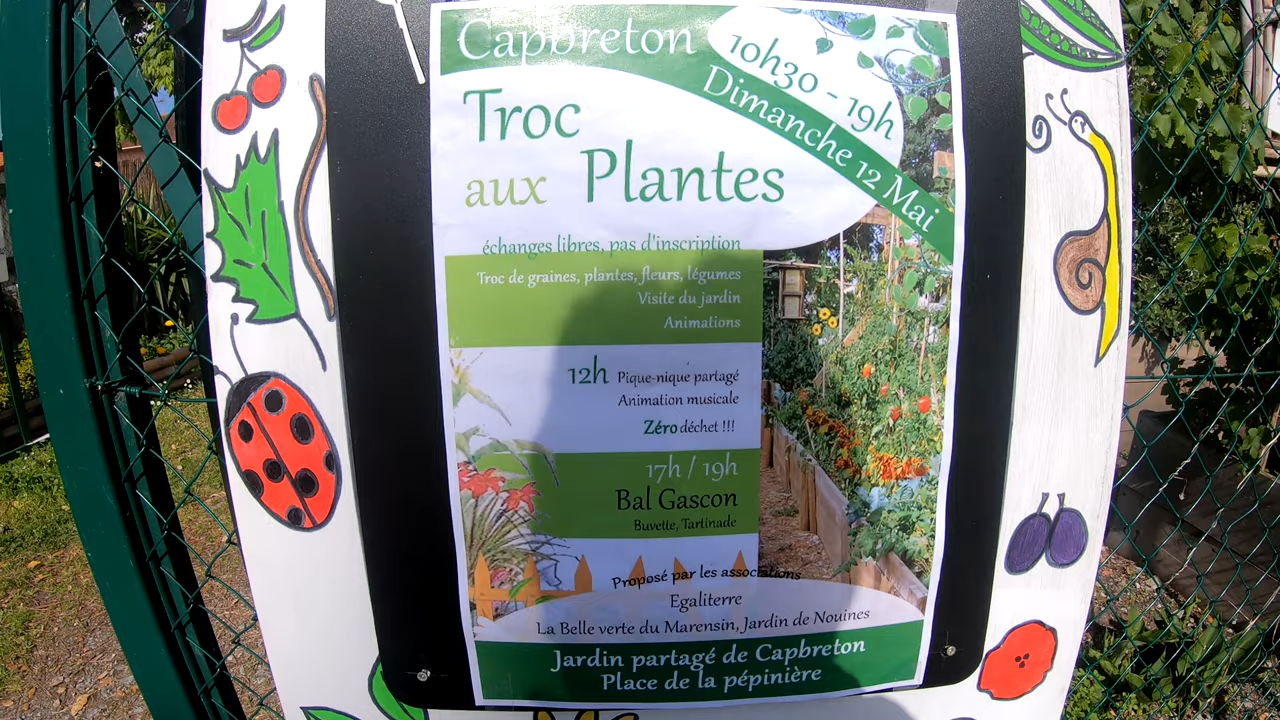 Capbreton
10h30 - 19h
Dimanche 12 Mai
Troc
aux Plantes
échanges libres, pas d'inscription
Troc de graines, plantes, fleurs, légumes
Visite du jardin
Animations
12h Pique-nique partagé
Animation musicale
Zéro déchet !!!
17h / 19h
Bal Gascon
Buvette, Tartinade
Proposé par les associations
Egaliterre
La Belle verte du Marensin, Jardin de Nouines
Jardin partagé de Capbreton
Place de la pépinière